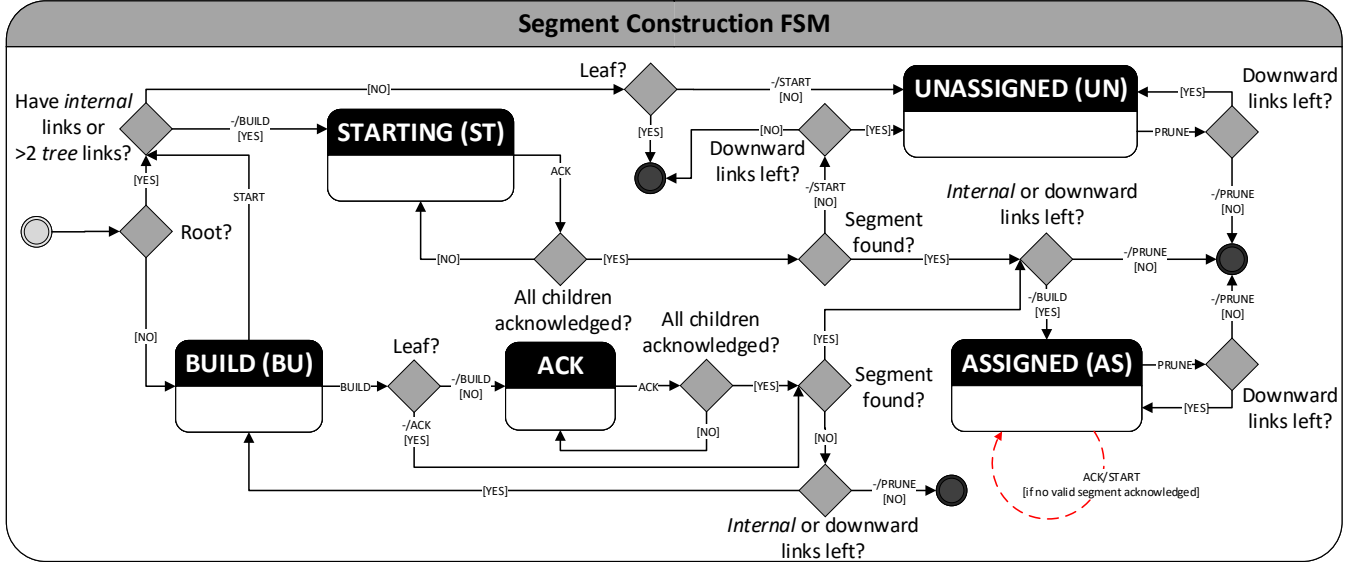 Segment Construction FSM
Have internal
links or
>2 tree links?
[NO]
Leaf?
-/START
[NO]
[YES]
UNASSIGNED (UN)
[YES]
Downward
links left?
PRUNE
-/PRUNE
[NO]
-/BUILD
[YES]
STARTING (ST)
ACK
[NO]
[YES]
Downward
links left?
-/START
[NO]
[YES]
START
Root?
[NO]
[YES]
All children
acknowledged?
Segment
found?
[YES]
Internal or downward
links left?
-/PRUNE
[NO]
-/BUILD
[YES]
-/PRUNE
[NO]
[NO]
BUILD (BU)
BUILD
Leaf?
-/BUILD
[NO]
-/ACK
[YES]
ACK
ACK
All children
acknowledged?
[YES]
[NO]
[YES]
Segment
found?
[NO]
ASSIGNED (AS)
PRUNE
[YES]
Downward
links left?
ACK/START
[if no valid segment acknowledged]
[YES]
-/PRUNE
[NO]
Internal or downward
links left?